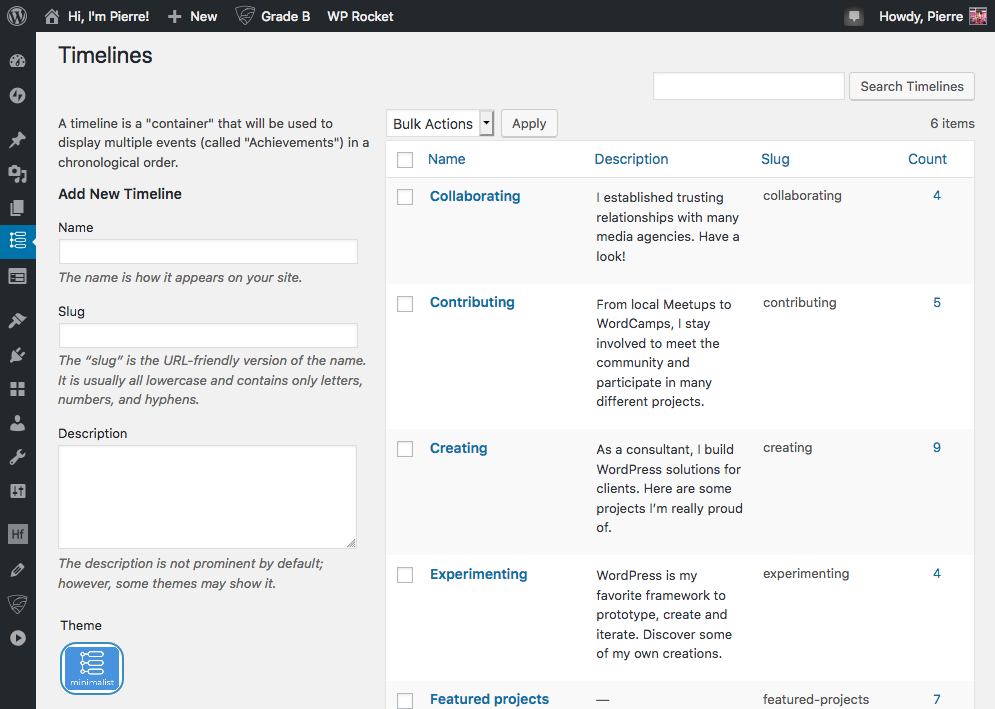 Hi, I'm Pierre!
New
Grade B
WP Rocket
Howdy, Pierre
Timelines
Search Timelines
A timeline is a "container" that will be used to
display multiple events (called "Achievements") in a
chronological order.
Add New Timeline
Name
The name is how it appears on your site.
Slug
The “slug” is the URL-friendly version of the name.
It is usually all lowercase and contains only letters,
numbers, and hyphens.
Description
The description is not prominent by default;
however, some themes may show it.
Theme
minimalist
Hf
Bulk Actions
Apply
6 items
Name Description Slug Count
Collaborating
I established trusting
relationships with many
media agencies. Have a
look!
collaborating
4
Contributing
From local Meetups to
WordCamps, I stay
involved to meet the
community and
participate in many
different projects.
contributing
5
Creating
As a consultant, I build
WordPress solutions for
clients. Here are some
projects I’m really proud
of.
creating
9
Experimenting
WordPress is my
favorite framework to
prototype, create and
iterate. Discover some
of my own creations.
experimenting
4
Featured projects
—
featured-projects
7